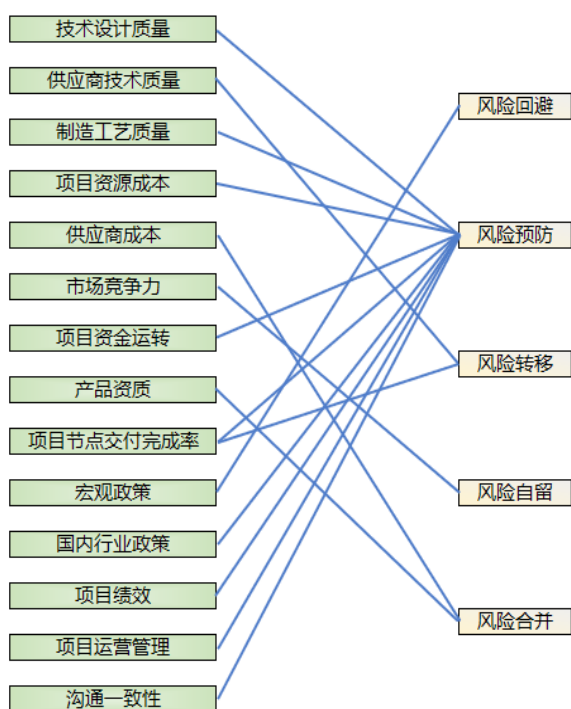 技术设计质量
供应商技术质量
制造工艺质量
项目资源成本
供应商成本
市场竞争力
项目资金运转
产品资质
项目节点交付完成率
宏观政策
国内行业政策
项目绩效
项目运营管理
沟通一致性
风险回避
风险预防
风险转移
风险自留
风险合并